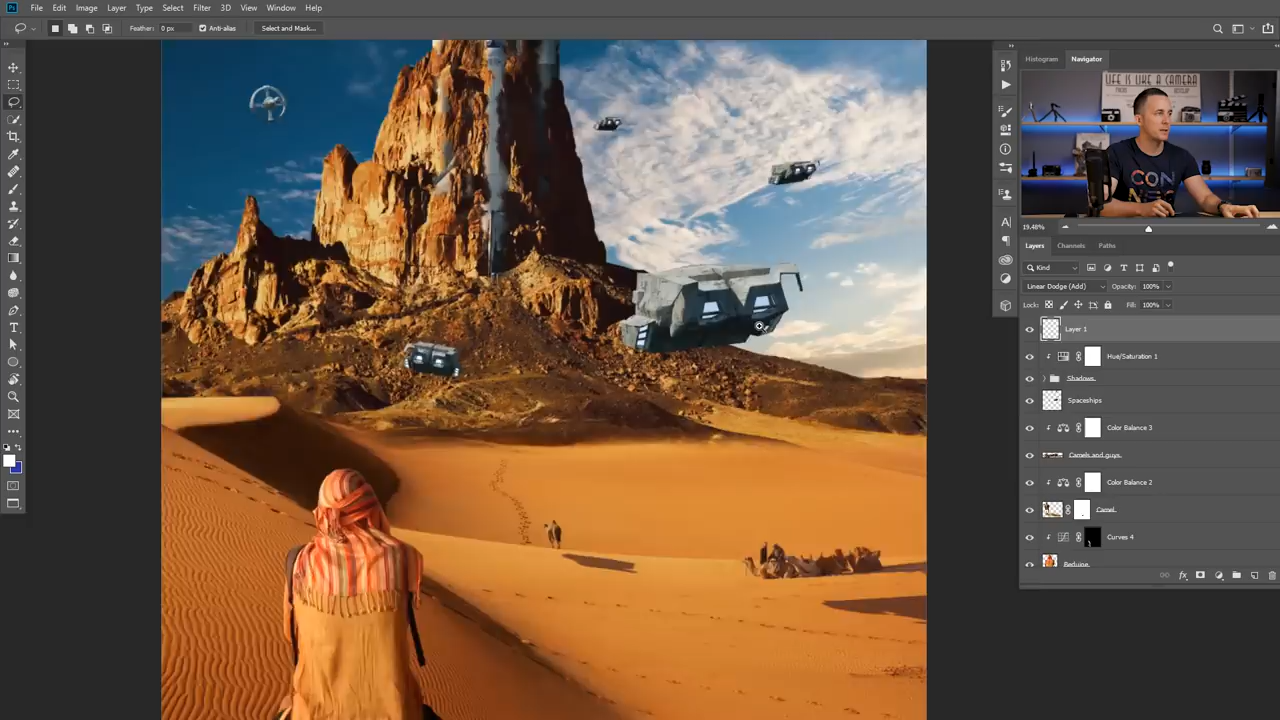 Ps File Edit Image Layer Type Select Filter 3D View Window Help
Feather: 0 px Anti-alias Select and Mask...
Histogram Navigator
LIFE IS LIKE A CAMERA
CON
19.48%
Layers Channels Paths
Kind
Linear Dodge (Add) Opacity: 100%
Lock: Fill: 100%
Layer 1
Hue/Saturation 1
Shadows
Spaceships
Color Balance 3
Camels and guys
Color Balance 2
Camel
Curves 4
Beduine